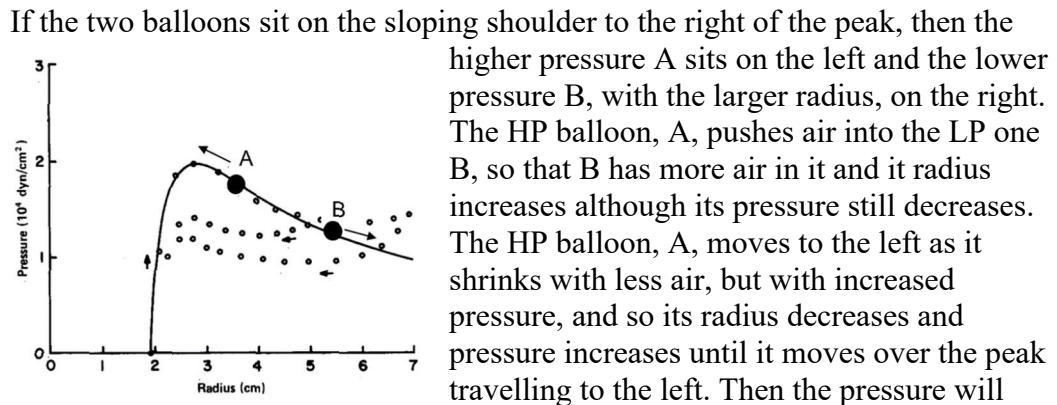 If the two balloons sit on the sloping shoulder to the right of the peak, then the
higher pressure A sits on the left and the lower
pressure B, with the larger radius, on the right.
The HP balloon, A, pushes air into the LP one
B, so that B has more air in it and it radius
increases although its pressure still decreases.
The HP balloon, A, moves to the left as it
shrinks with less air, but with increased
pressure, and so its radius decreases and
pressure increases until it moves over the peak
travelling to the left. Then the pressure will
Pressure (10⁴ dyn/cm²)
3
2
1
0
A
B
0 1 2 3 4 5 6 7
Radius (cm)